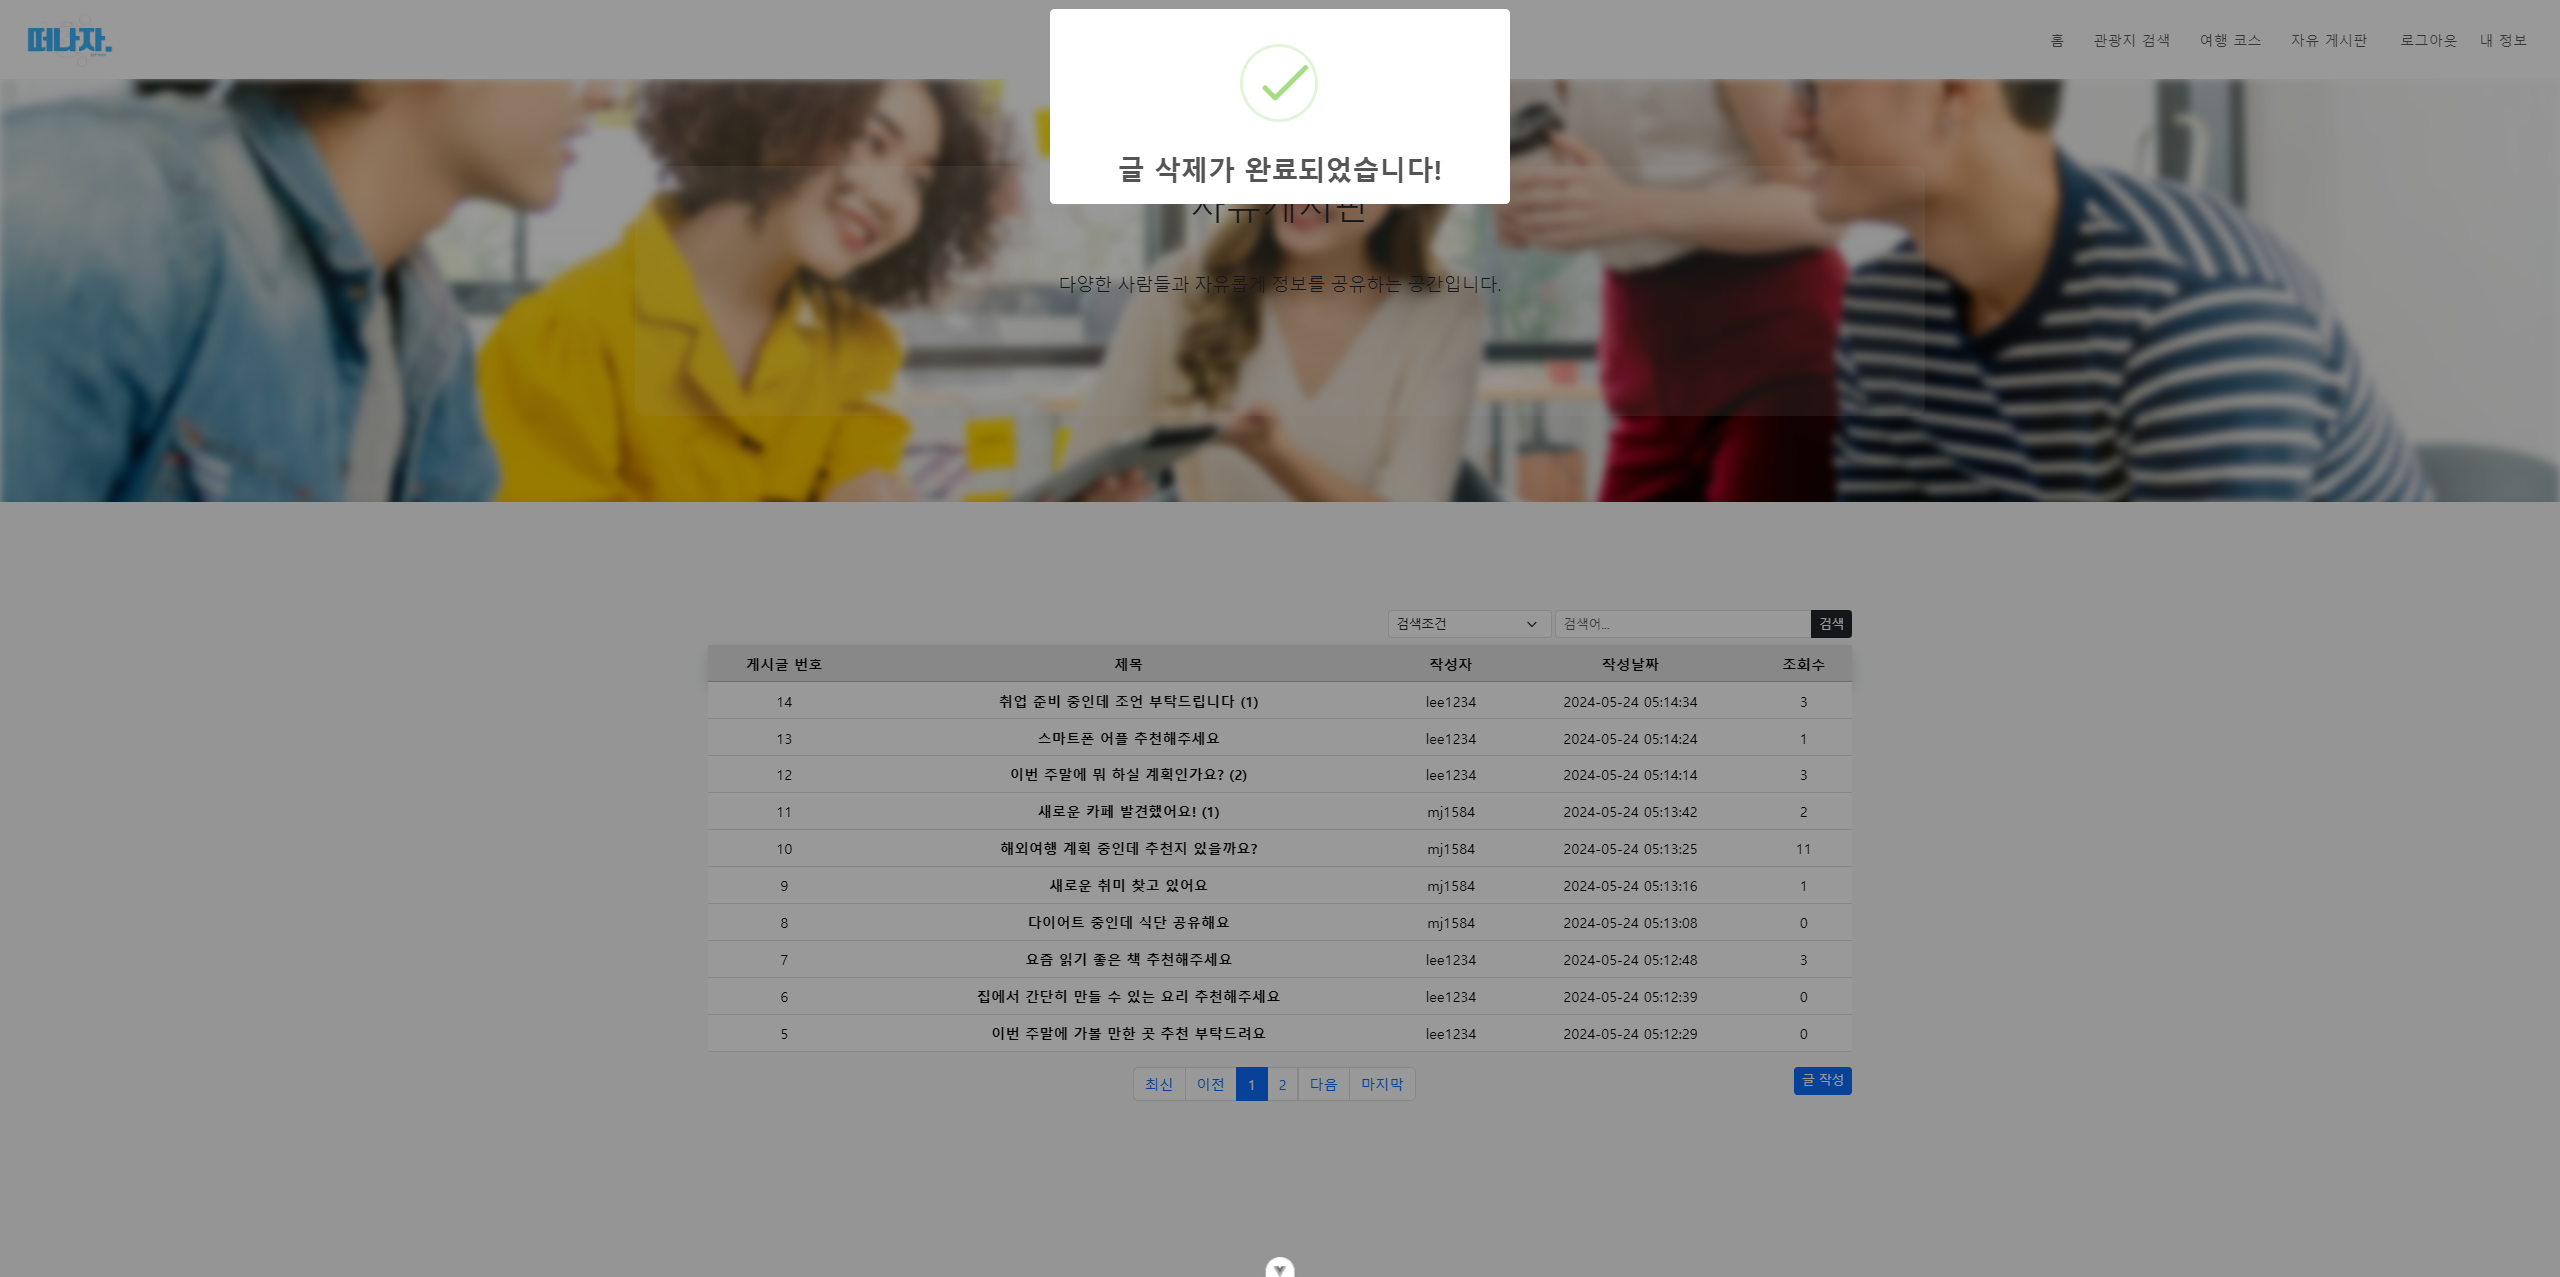 떠나자.
홈 관광지 검색 여행 코스 자유 게시판 로그아웃 내 정보
글 삭제가 완료되었습니다!
자유게시판
다양한 사람들과 자유롭게 정보를 공유하는 공간입니다.
검색조건 검색어... 검색
게시글 번호 제목 작성자 작성날짜 조회수
14 취업 준비 중인데 조언 부탁드립니다 (1) lee1234 2024-05-24 05:14:34 3
13 스마트폰 어플 추천해주세요 lee1234 2024-05-24 05:14:24 1
12 이번 주말에 뭐 하실 계획인가요? (2) lee1234 2024-05-24 05:14:14 3
11 새로운 카페 발견했어요! (1) mj1584 2024-05-24 05:13:42 2
10 해외여행 계획 중인데 추천지 있을까요? mj1584 2024-05-24 05:13:25 11
9 새로운 취미 찾고 있어요 mj1584 2024-05-24 05:13:16 1
8 다이어트 중인데 식단 공유해요 mj1584 2024-05-24 05:13:08 0
7 요즘 읽기 좋은 책 추천해주세요 lee1234 2024-05-24 05:12:48 3
6 집에서 간단히 만들 수 있는 요리 추천해주세요 lee1234 2024-05-24 05:12:39 0
5 이번 주말에 가볼 만한 곳 추천 부탁드려요 lee1234 2024-05-24 05:12:29 0
최신 이전 1 2 다음 마지막 글 작성